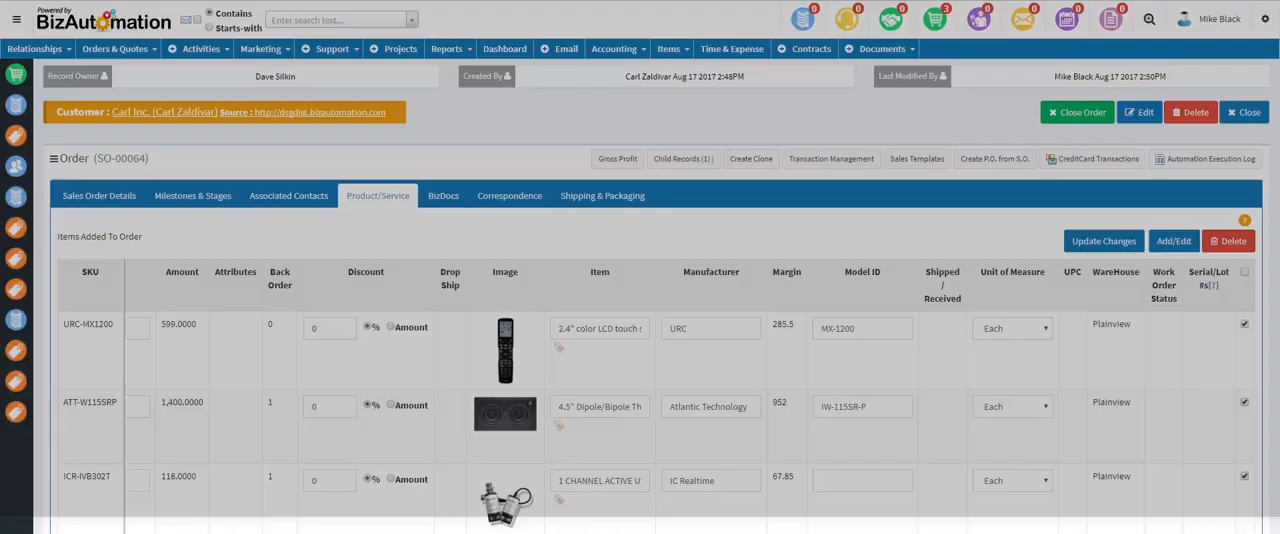 Powered by
BizAutomation
Contains
Starts-with
Enter search text...
0 0 0 3 0 0 0 0
Mike Black
Relationships Orders & Quotes Activities Marketing Support Projects Reports Dashboard Email Accounting Items Time & Expense Contracts Documents
Record Owner Dave Silkin Created By Carl Zaldivar Aug 17 2017 2:48PM Last Modified By Mike Black Aug 17 2017 2:50PM
Customer : Carl Inc. (Carl Zaldivar) Source : http://dsgdist.bizautomation.com
Close Order Edit Delete Close
Order (SO-00064)
Gross Profit Child Records (1) Create Clone Transaction Management Sales Templates Create P.O. from S.O. CreditCard Transactions Automation Execution Log
Sales Order Details Milestones & Stages Associated Contacts Product/Service BizDocs Correspondence Shipping & Packaging
?
Items Added To Order
Update Changes Add/Edit Delete
SKU Amount Attributes Back Order Discount Drop Ship Image Item Manufacturer Margin Model ID Shipped / Received Unit of Measure UPC WareHouse Work Order Status Serial/Lot #s[?]
URC-MX1200 599.0000 0 0 % Amount 2.4" color LCD touch s URC 285.5 MX-1200 Each Plainview
ATT-W115SRP 1,400.0000 1 0 % Amount 4.5" Dipole/Bipole Th Atlantic Technology 952 IW-115SR-P Each Plainview
ICR-IVB302T 118.0000 1 0 % Amount 1 CHANNEL ACTIVE U IC Realtime 67.85 Each Plainview